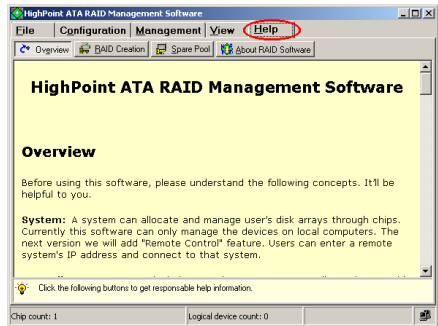 HighPoint ATA RAID Management Software
File Configuration Management View Help
Overview RAID Creation Spare Pool About RAID Software
HighPoint ATA RAID Management Software
Overview
Before using this software, please understand the following concepts. It'll be
helpful to you.
System: A system can allocate and manage user's disk arrays through chips.
Currently this software can only manage the devices on local computers. The
next version we will add "Remote Control" feature. Users can enter a remote
system's IP address and connect to that system.
Click the following buttons to get responsable help information.
Chip count: 1 Logical device count: 0